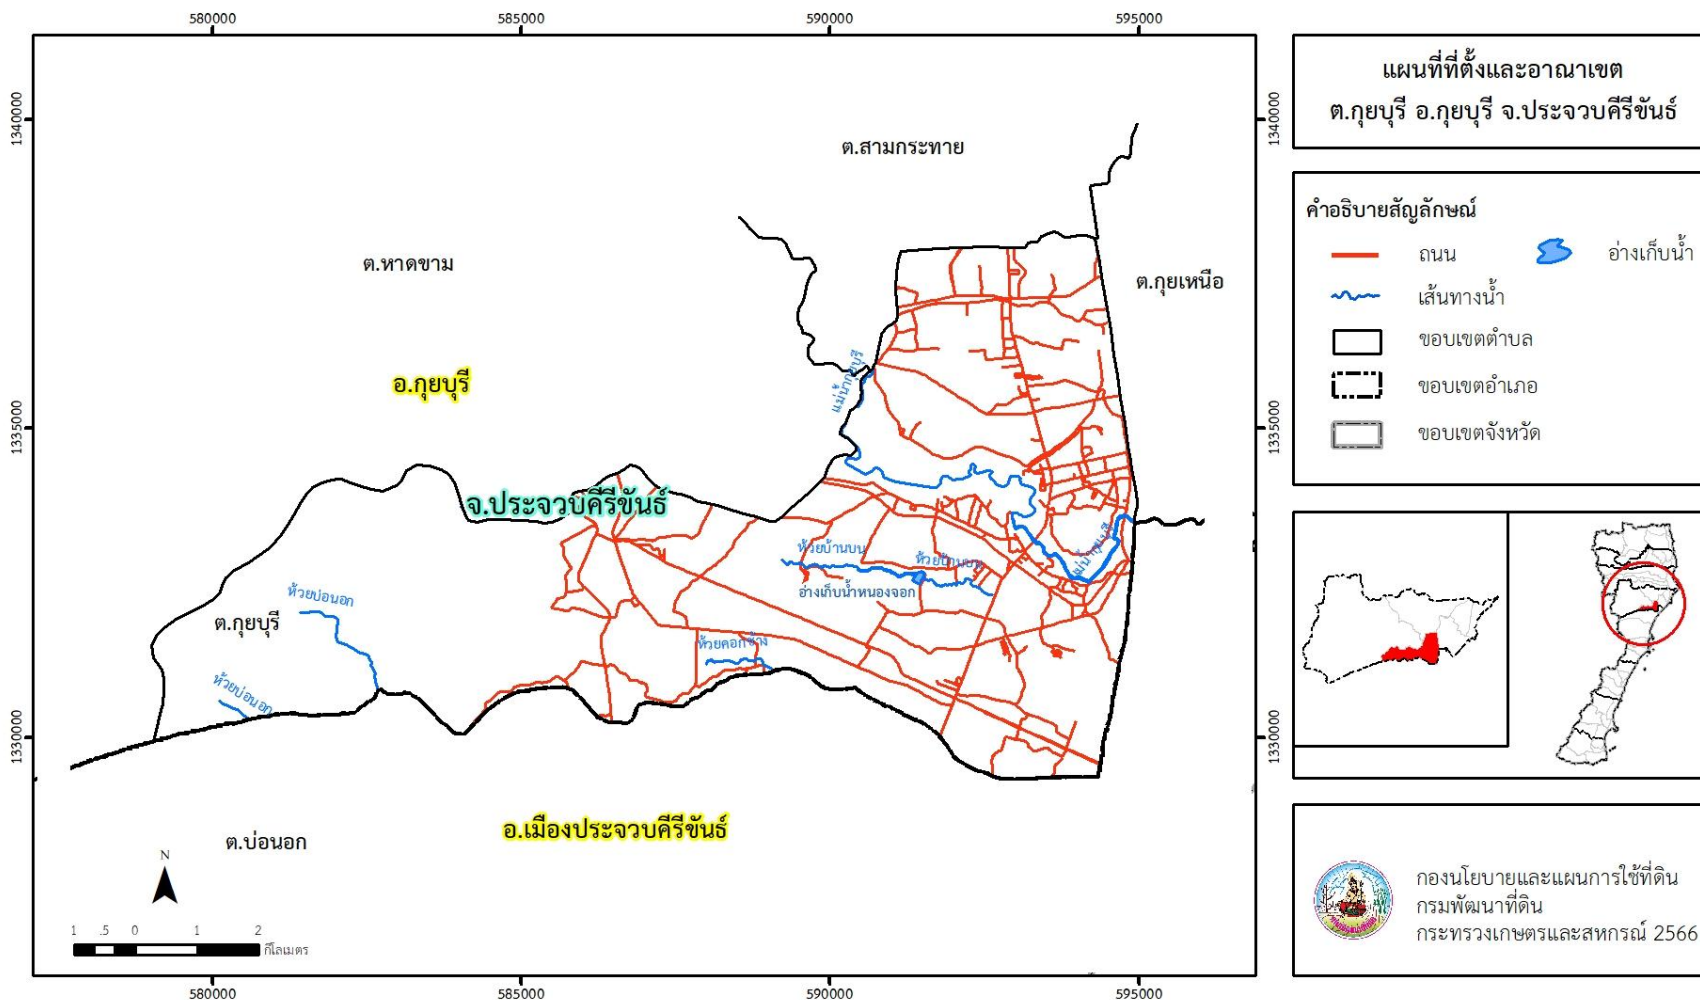 580000
585000
590000
595000
1340000
1340000
1335000
1335000
1330000
1330000
ต.สามกระทาย
ต.หาดขาม
ต.กุยเหนือ
อ.กุยบุรี
แม่น้ำกุยบุรี
จ.ประจวบคีรีขันธ์
แม่น้ำกุยบุรี
ห้วยบ้านบน
ห้วยบ้านบน
อ่างเก็บน้ำหนองจอก
ห้วยบ่อนอก
ต.กุยบุรี
ห้วยคอกช้าง
ห้วยบ่อนอก
อ.เมืองประจวบคีรีขันธ์
ต.บ่อนอก
N
1 .5 0 1 2
กิโลเมตร
580000
585000
590000
595000
แผนที่ที่ตั้งและอาณาเขต
ต.กุยบุรี อ.กุยบุรี จ.ประจวบคีรีขันธ์
คำอธิบายสัญลักษณ์
ถนน
อ่างเก็บน้ำ
เส้นทางน้ำ
ขอบเขตตำบล
ขอบเขตอำเภอ
ขอบเขตจังหวัด
กองนโยบายและแผนการใช้ที่ดิน
กรมพัฒนาที่ดิน
กระทรวงเกษตรและสหกรณ์ 2566